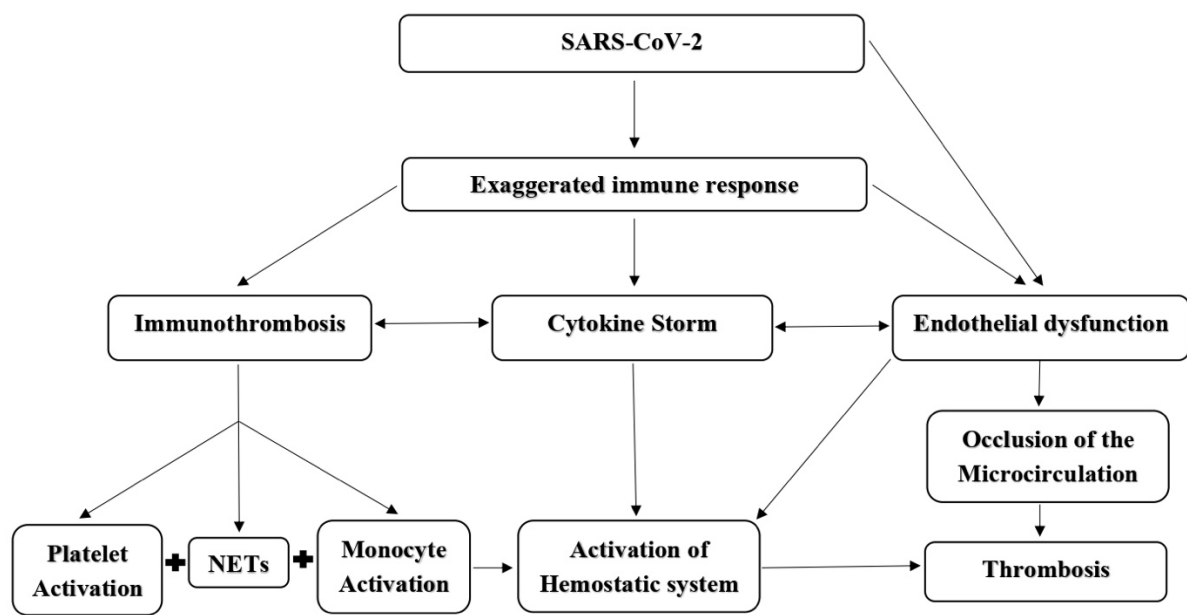 SARS-CoV-2
Exaggerated immune response
Immunothrombosis
Cytokine Storm
Endothelial dysfunction
Occlusion of the
Microcirculation
Platelet
Activation
NETs
Monocyte
Activation
Activation of
Hemostatic system
Thrombosis